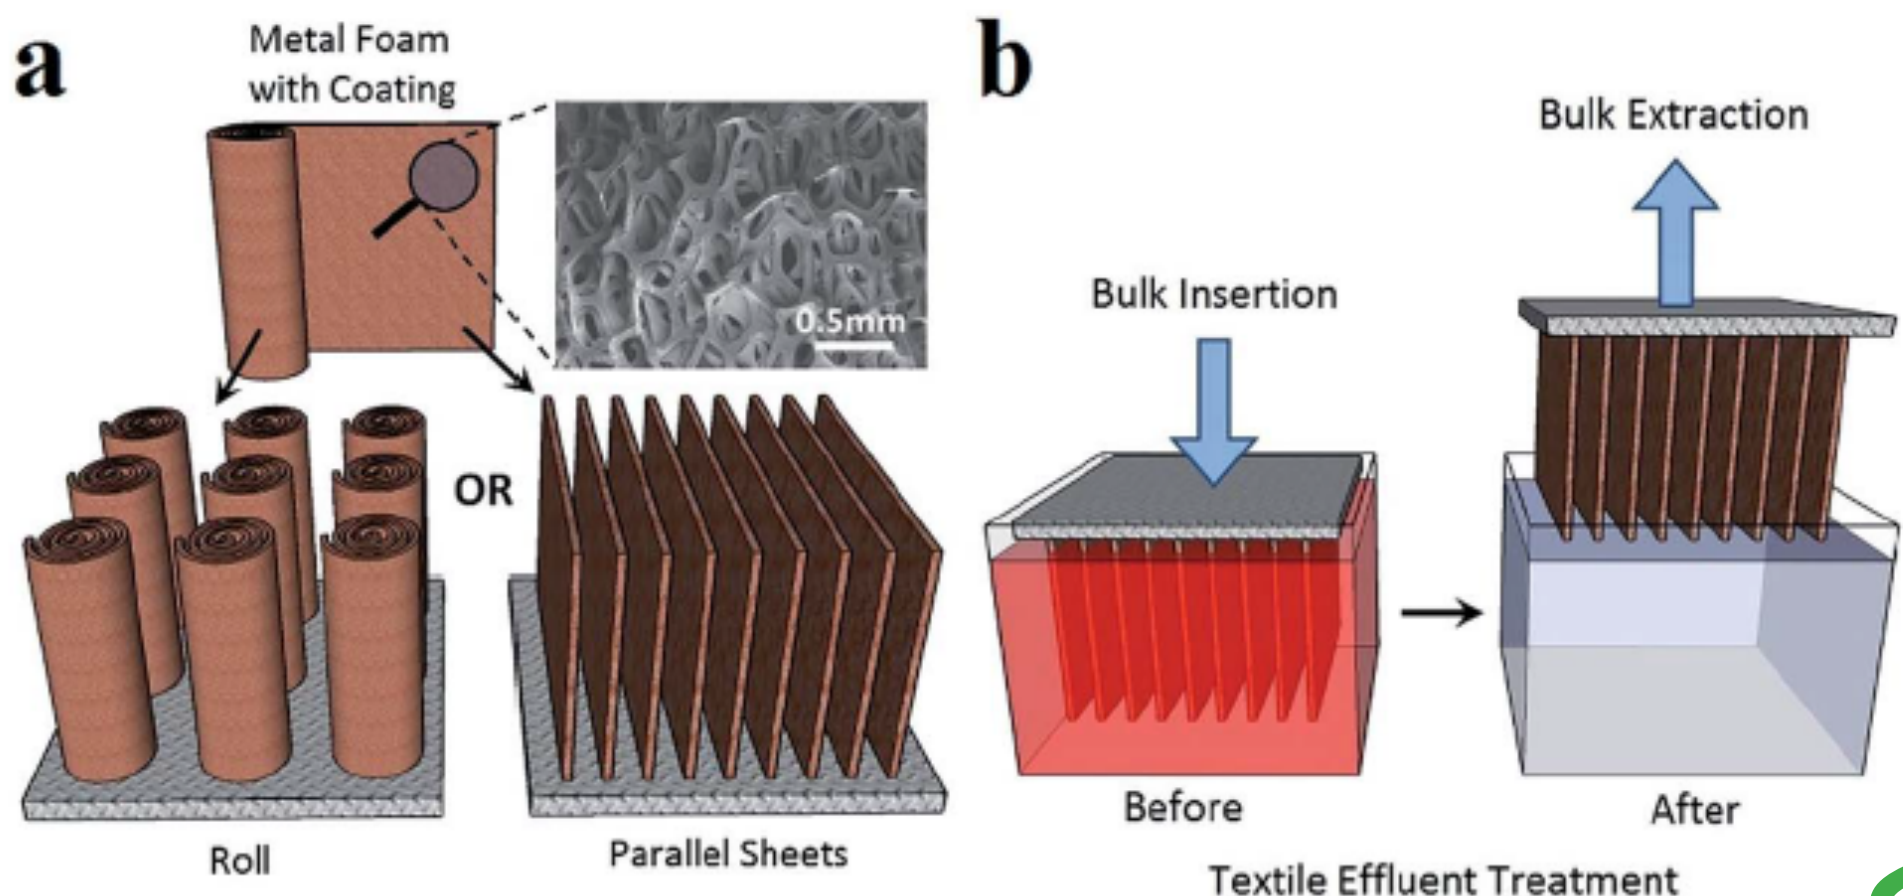 a
Metal Foam
with Coating
0.5mm
OR
Roll
Parallel Sheets
b
Bulk Insertion
Bulk Extraction
Before
After
Textile Effluent Treatment